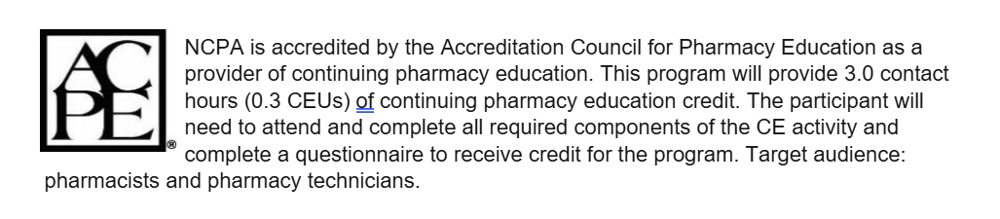 AC
PE
®
NCPA is accredited by the Accreditation Council for Pharmacy Education as a
provider of continuing pharmacy education. This program will provide 3.0 contact
hours (0.3 CEUs) of continuing pharmacy education credit. The participant will
need to attend and complete all required components of the CE activity and
complete a questionnaire to receive credit for the program. Target audience:
pharmacists and pharmacy technicians.